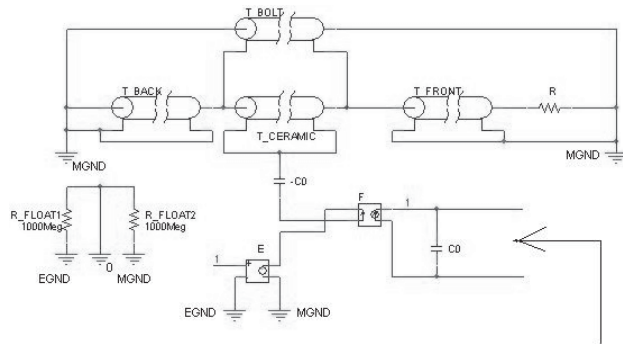 T_BOLT
T_BACK
T_FRONT
R
T_CERAMIC
MGND
MGND
-C0
F
1
R_FLOAT1
1000Meg
R_FLOAT2
1000Meg
E
C0
1
0
EGND
MGND
EGND
MGND